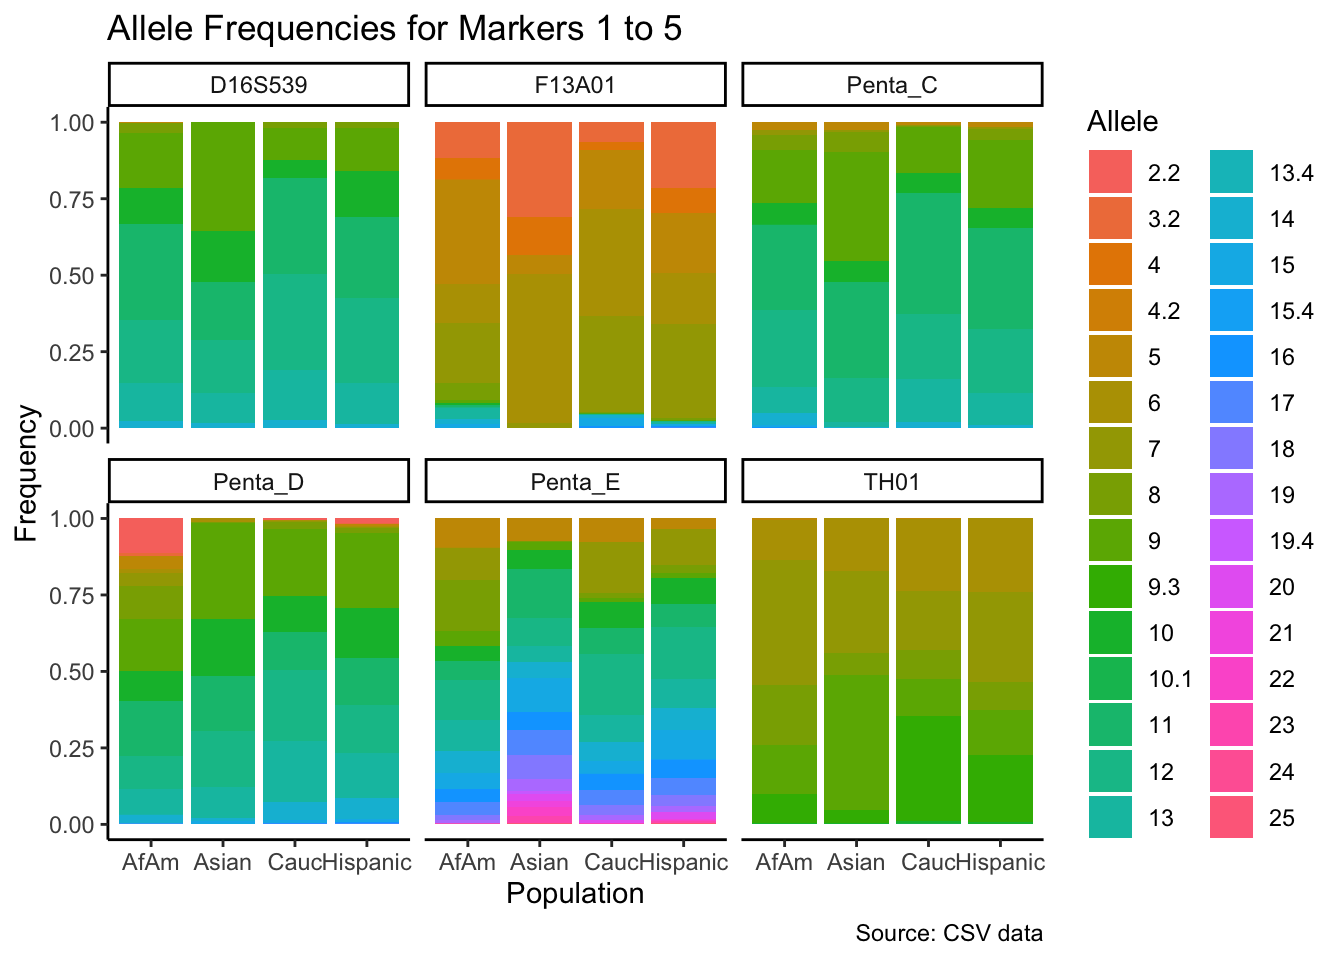 Allele Frequencies for Markers 1 to 5
D16S539
F13A01
Penta_C
1.00
0.75
0.50
0.25
0.00
Penta_D
Penta_E
TH01
1.00
0.75
0.50
0.25
0.00
Frequency
AfAm Asian Cauc Hispanic
AfAm Asian Cauc Hispanic
AfAm Asian Cauc Hispanic
Population
Source: CSV data
Allele
2.2
3.2
4
4.2
5
6
7
8
9
9.3
10
10.1
11
12
13
13.4
14
15
15.4
16
17
18
19
19.4
20
21
22
23
24
25